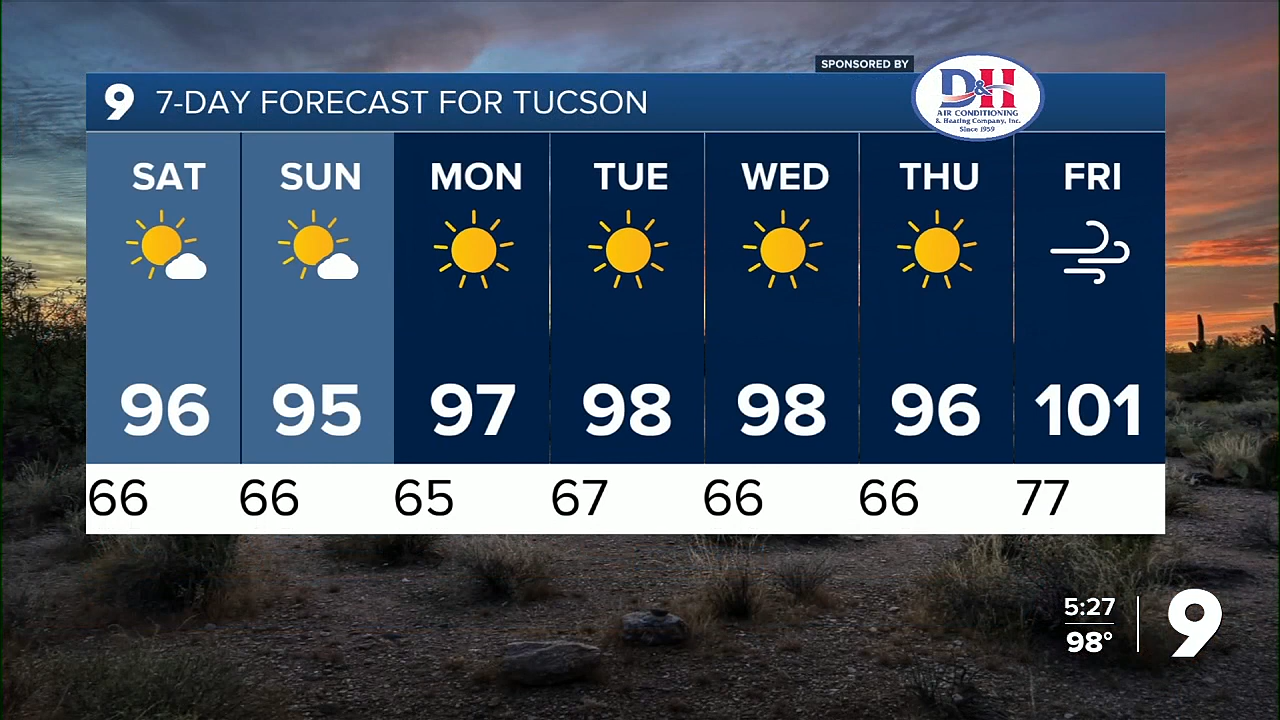 SPONSORED BY
D&H
AIR CONDITIONING
& Heating Company, Inc.
Since 1959
9 7-DAY FORECAST FOR TUCSON
SAT SUN MON TUE WED THU FRI
96 95 97 98 98 96 101
66 66 65 67 66 66 77
5:27
98°
9